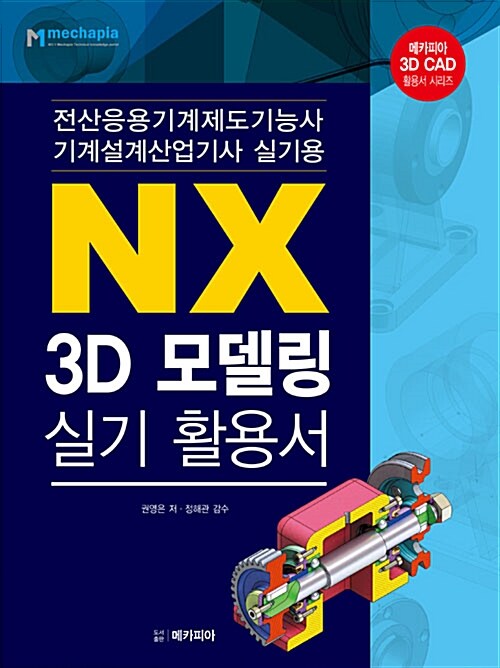 mechapia
메카피아
3D CAD
활용서 시리즈
전산응용기계제도기능사
기계설계산업기사 실기용
NX
3D 모델링
실기 활용서
권영은 저 · 정해관 감수
도서
출판 메카피아